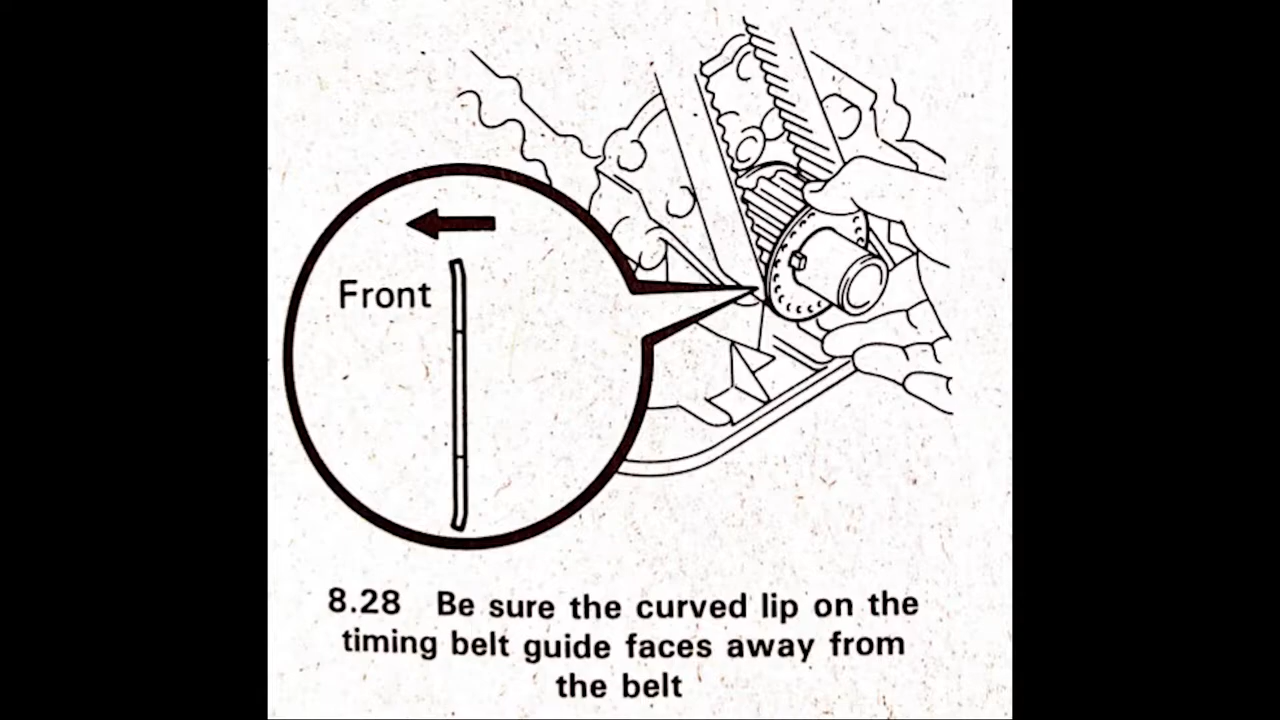 Front
8.28 Be sure the curved lip on the
timing belt guide faces away from
the belt